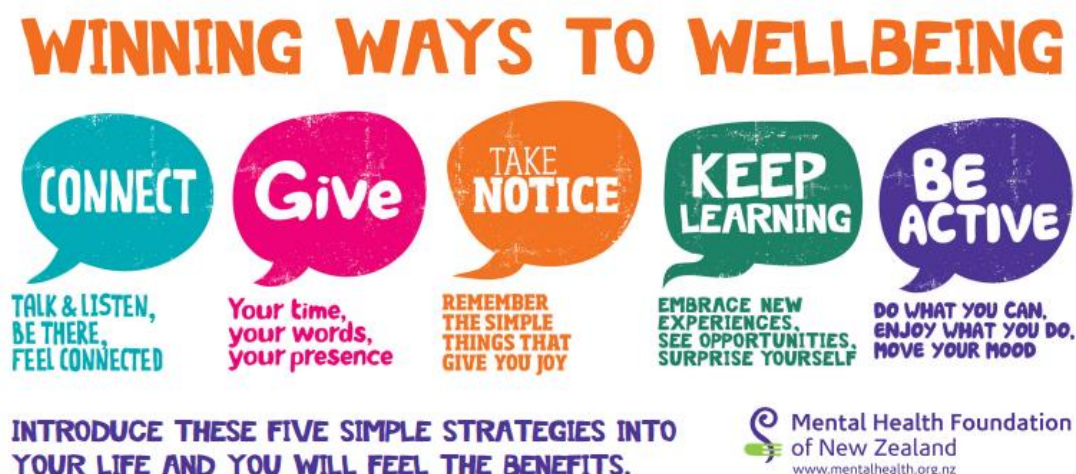 WINNING WAYS TO WELLBEING
CONNECT
TALK & LISTEN,
BE THERE,
FEEL CONNECTED
Give
Your time,
your words,
your presence
TAKE
NOTICE
REMEMBER
THE SIMPLE
THINGS THAT
GIVE YOU JOY
KEEP
LEARNING
EMBRACE NEW
EXPERIENCES,
SEE OPPORTUNITIES,
SURPRISE YOURSELF
BE
ACTIVE
DO WHAT YOU CAN,
ENJOY WHAT YOU DO,
MOVE YOUR MOOD
INTRODUCE THESE FIVE SIMPLE STRATEGIES INTO
YOUR LIFE AND YOU WILL FEEL THE BENEFITS.
Mental Health Foundation
of New Zealand
www.mentalhealth.org.nz